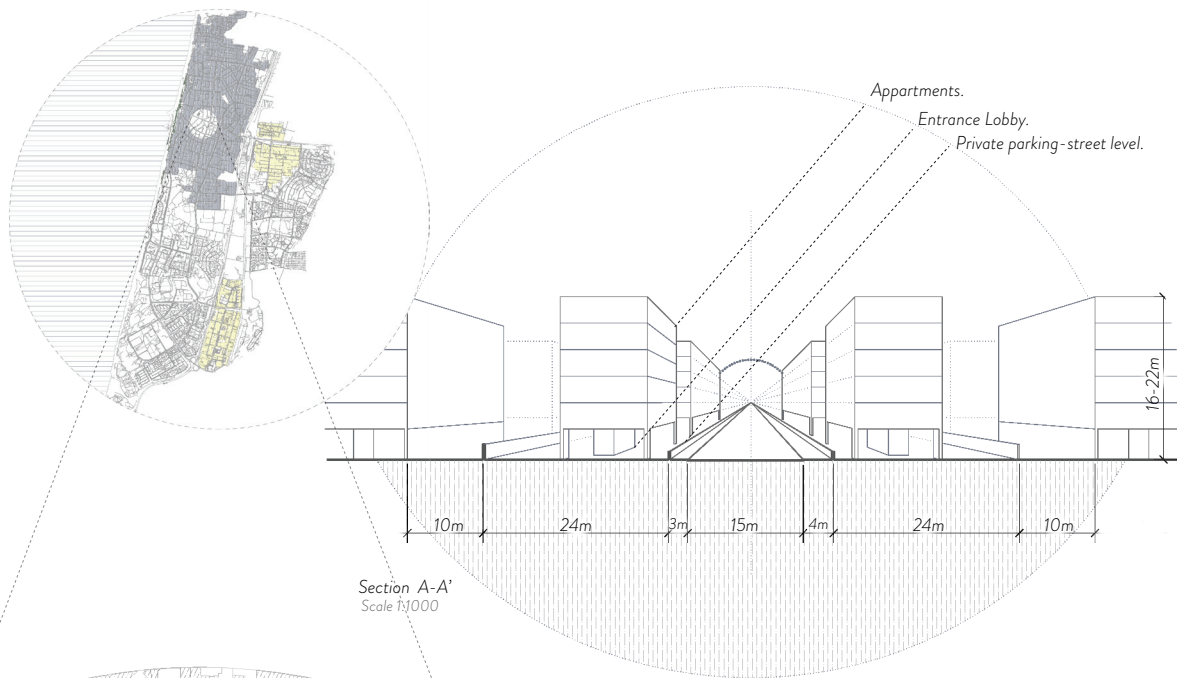 Appartments.
Entrance Lobby.
Private parking-street level.
16-22m
10m
24m
3m
15m
4m
24m
10m
Section A-A'
Scale 1:1000